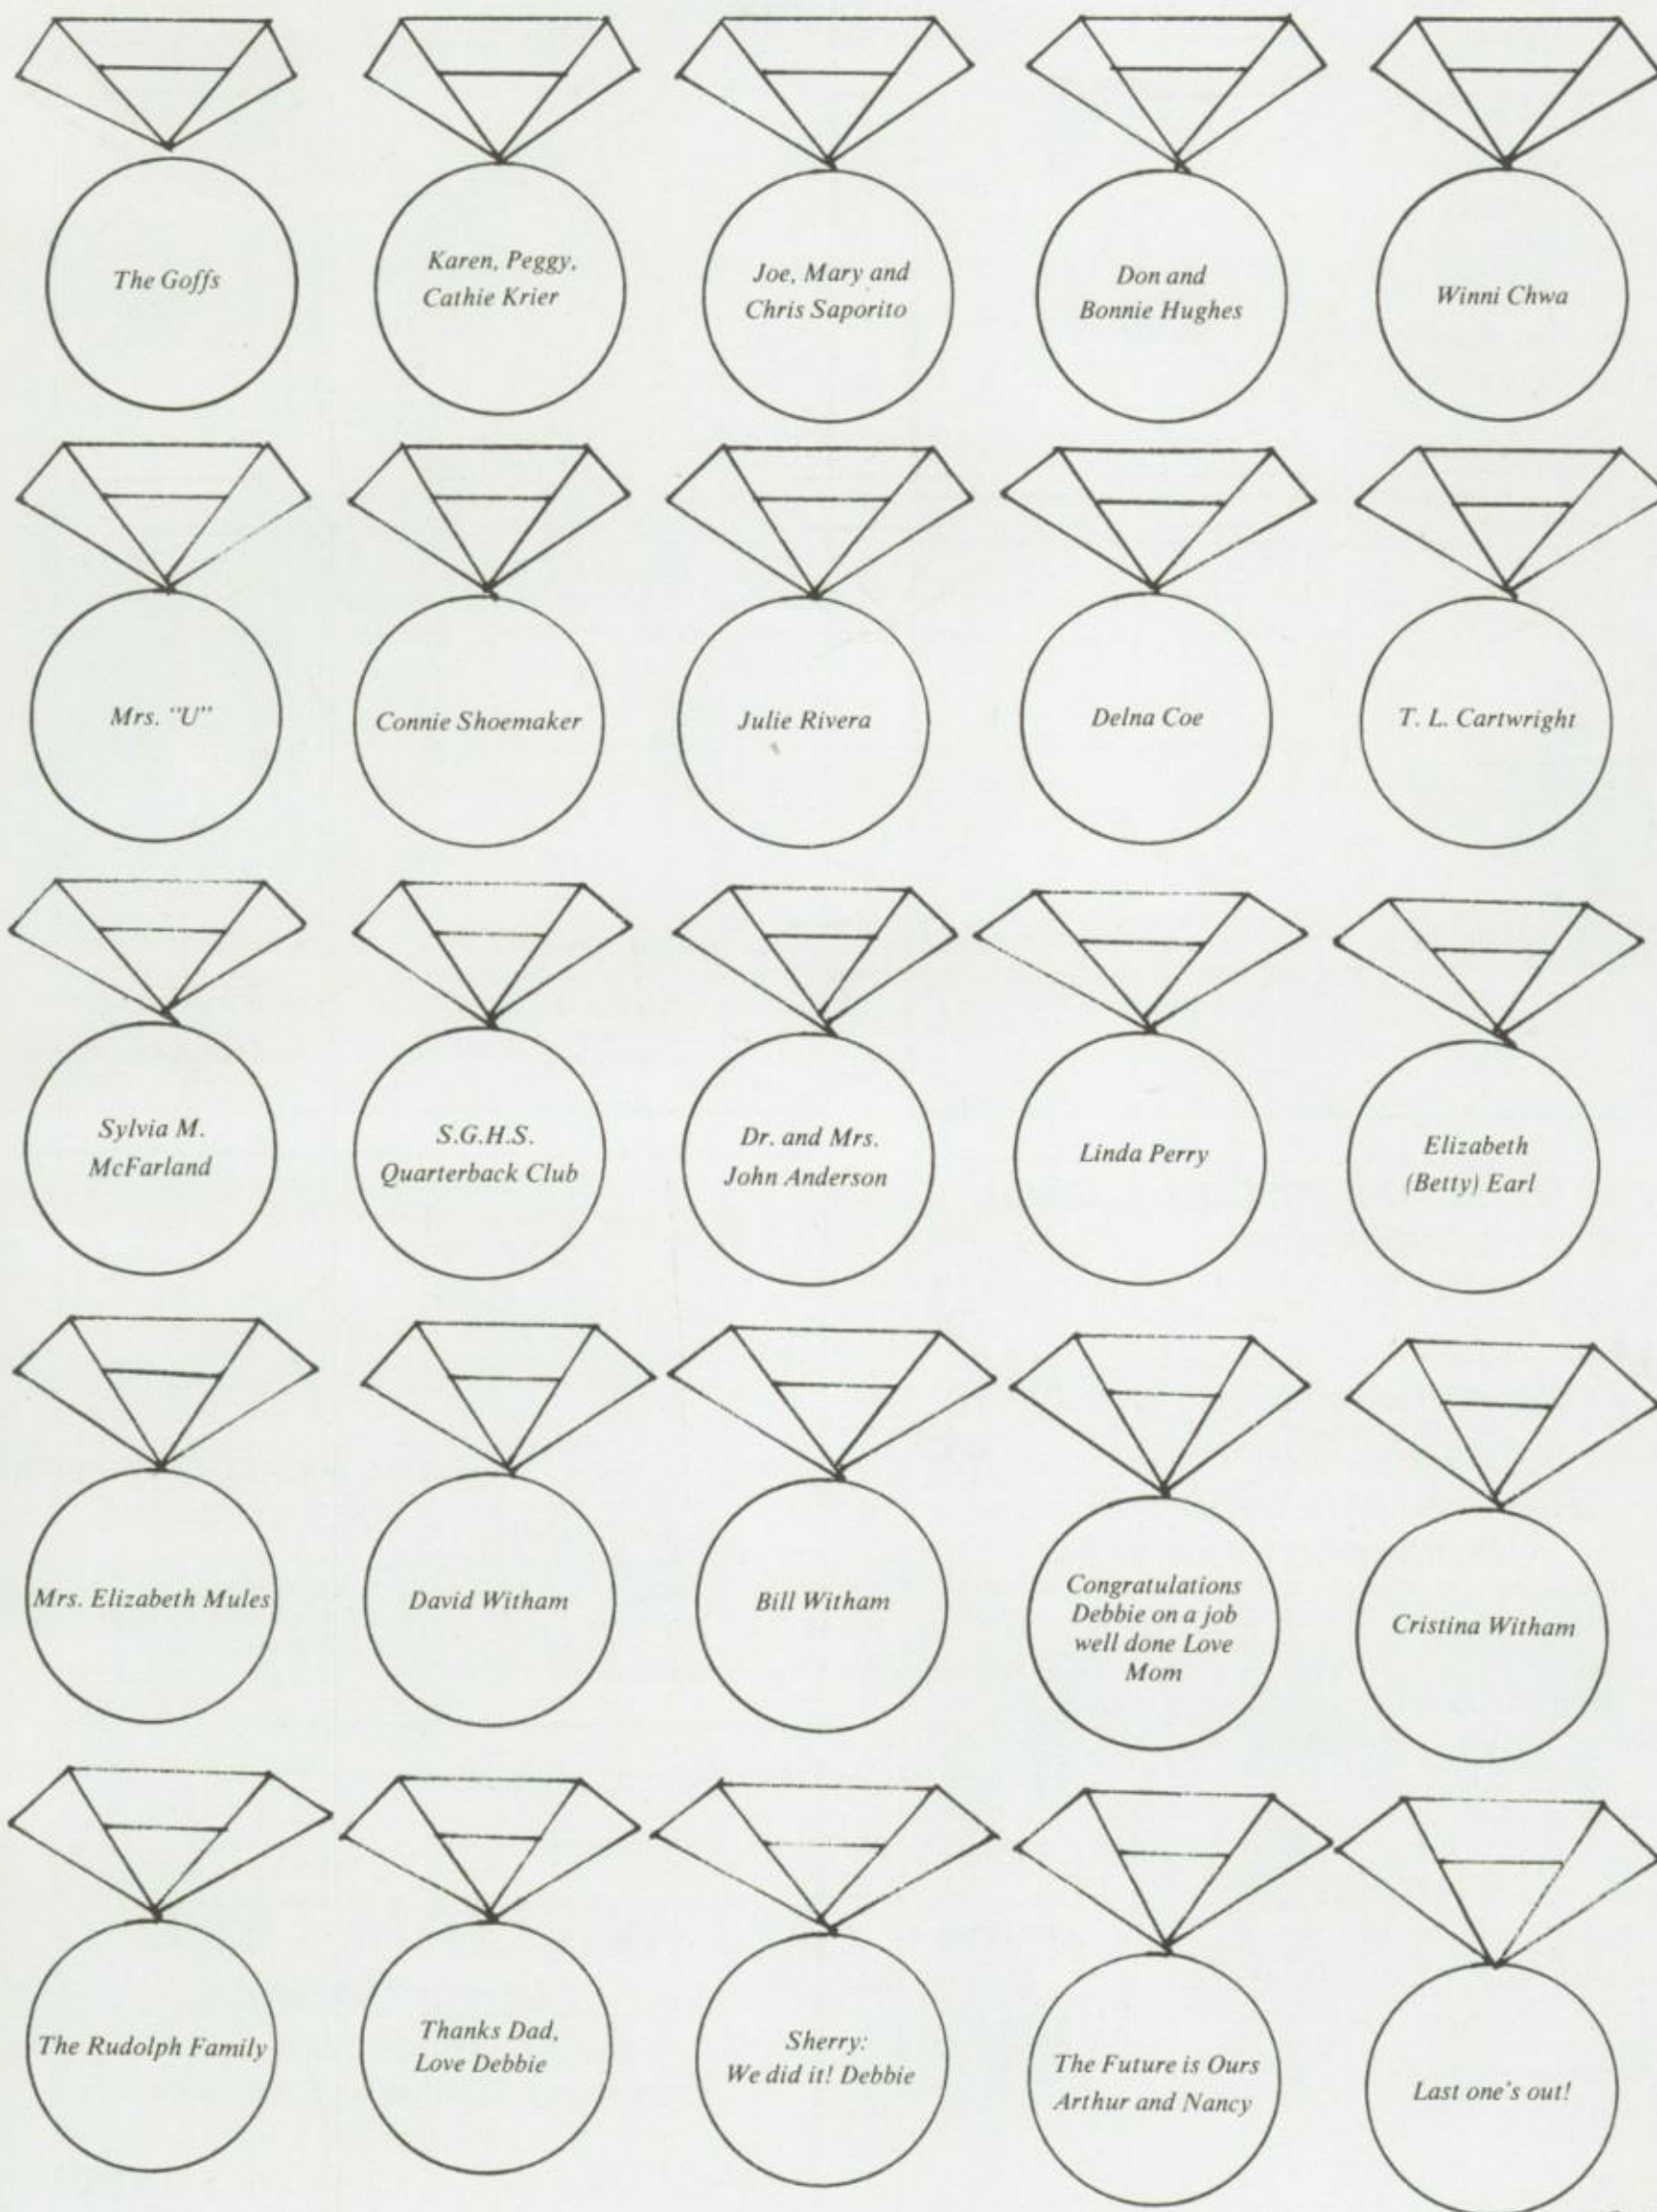 The Goffs
Karen, Peggy,
Cathie Krier
Joe, Mary and
Chris Saporito
Don and
Bonnie Hughes
Winni Chwa
Mrs. “U”
Connie Shoemaker
Julie Rivera
Delna Coe
T. L. Cartwright
Sylvia M.
McFarland
S.G.H.S.
Quarterback Club
Dr. and Mrs.
John Anderson
Linda Perry
Elizabeth
(Betty) Earl
Mrs. Elizabeth Mules
David Witham
Bill Witham
Congratulations
Debbie on a job
well done Love
Mom
Cristina Witham
The Rudolph Family
Thanks Dad,
Love Debbie
Sherry:
We did it! Debbie
The Future is Ours
Arthur and Nancy
Last one's out!